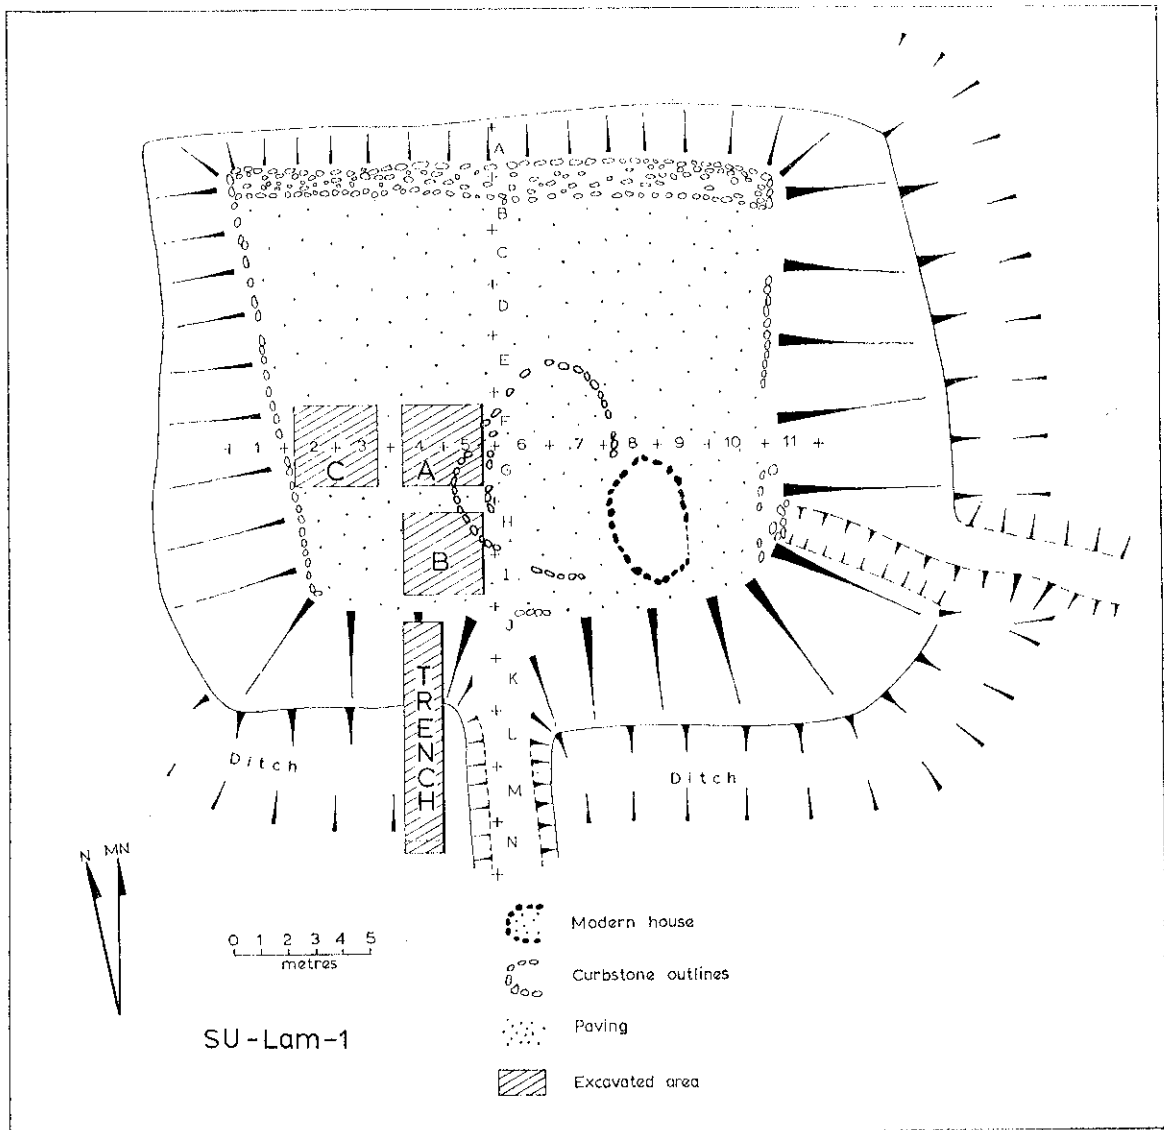 A
B
C
D
E
F
1 2 3 4 5 6 7 8 9 10 11
C A G
H
B I
J
K
L
M
N
TRENCH
Ditch
Ditch
N MN
0 1 2 3 4 5
metres
SU-Lam-1
Modern house
Curbstone outlines
Paving
Excavated area